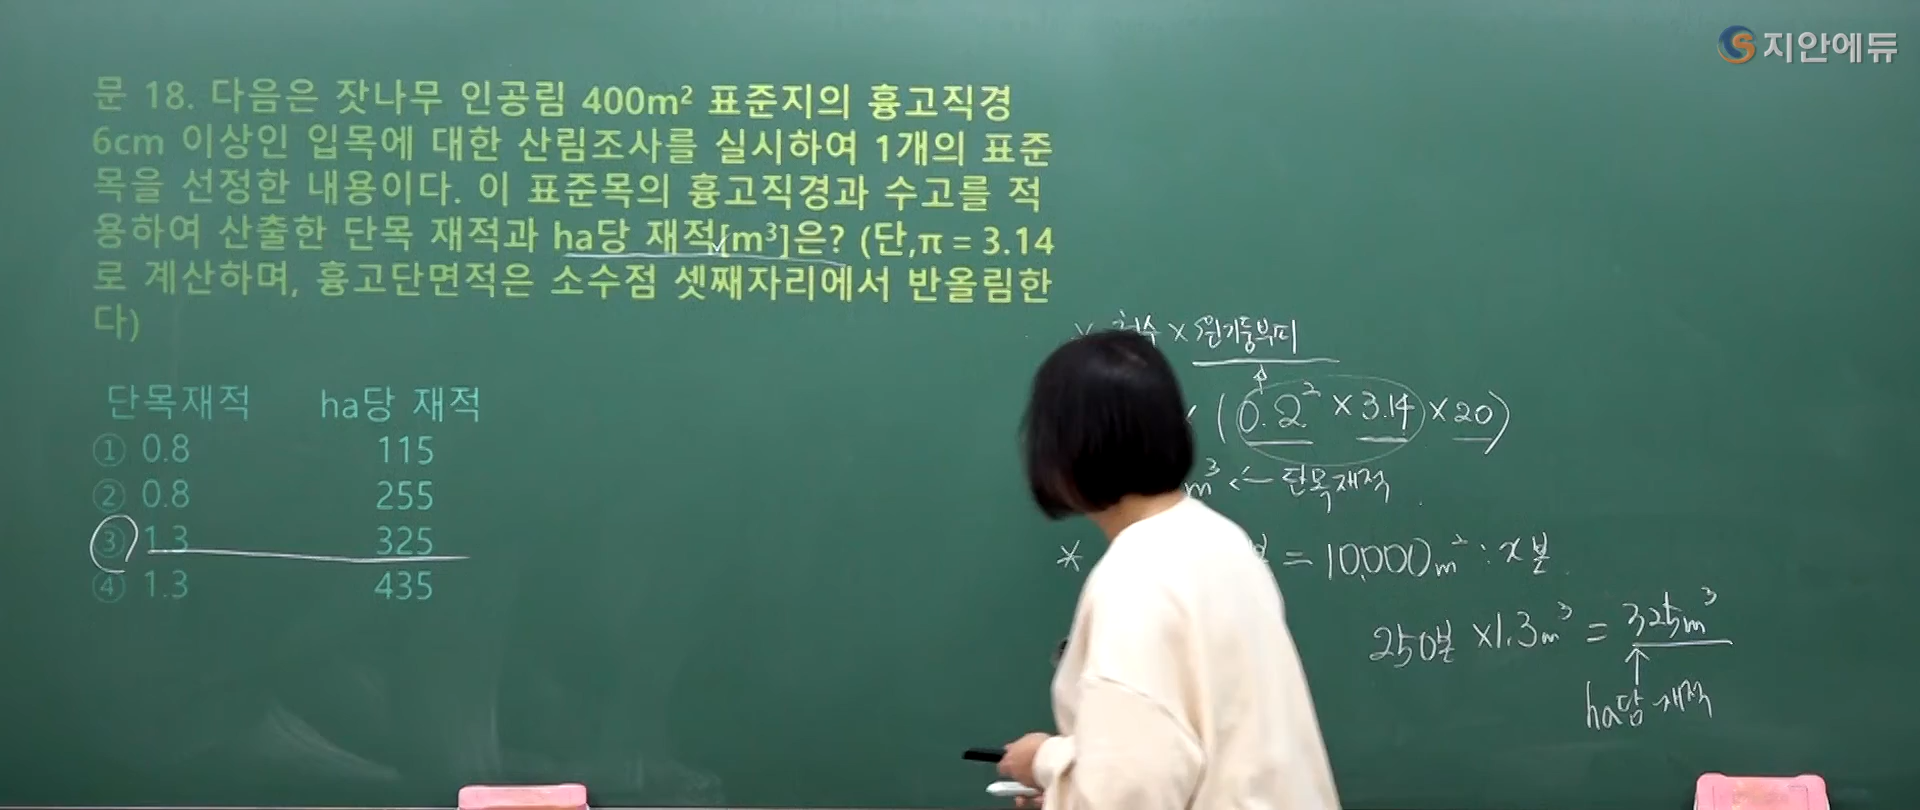 지안에듀
문 18. 다음은 잣나무 인공림 400m² 표준지의 흉고직경
6cm 이상인 입목에 대한 산림조사를 실시하여 1개의 표준
목을 선정한 내용이다. 이 표준목의 흉고직경과 수고를 적
용하여 산출한 단목 재적과 ha당 재적[m³]은? (단,π = 3.14
로 계산하며, 흉고단면적은 소수점 셋째자리에서 반올림한
다)
단목재적 ha당 재적
① 0.8 115
② 0.8 255
③ 1.3 325
④ 1.3 435
× 원기둥부피
(0.2² × 3.14 × 20)
m³ ← 단목재적
* = 10,000m² : x본
250본 × 1.3m³ = 325m³
ha당 재적